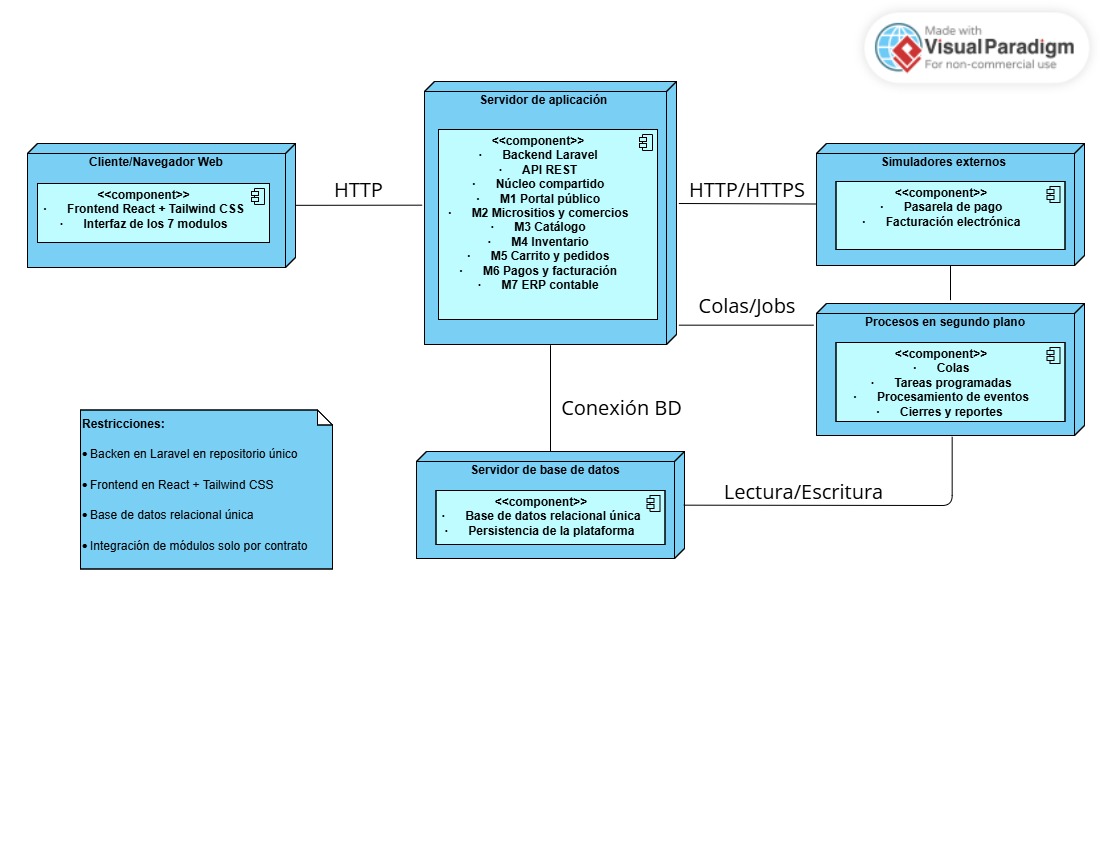 Made with
Visual Paradigm
For non-commercial use
Servidor de aplicación
<<component>>
· Backend Laravel
· API REST
· Núcleo compartido
· M1 Portal público
· M2 Micrositios y comercios
· M3 Catálogo
· M4 Inventario
· M5 Carrito y pedidos
· M6 Pagos y facturación
· M7 ERP contable
Cliente/Navegador Web
<<component>>
· Frontend React + Tailwind CSS
· Interfaz de los 7 modulos
HTTP
HTTP/HTTPS
Simuladores externos
<<component>>
· Pasarela de pago
· Facturación electrónica
Colas/Jobs
Procesos en segundo plano
<<component>>
· Colas
· Tareas programadas
· Procesamiento de eventos
· Cierres y reportes
Conexión BD
Restricciones:
• Backen en Laravel en repositorio único
• Frontend en React + Tailwind CSS
• Base de datos relacional única
• Integración de módulos solo por contrato
Servidor de base de datos
<<component>>
· Base de datos relacional única
· Persistencia de la plataforma
Lectura/Escritura